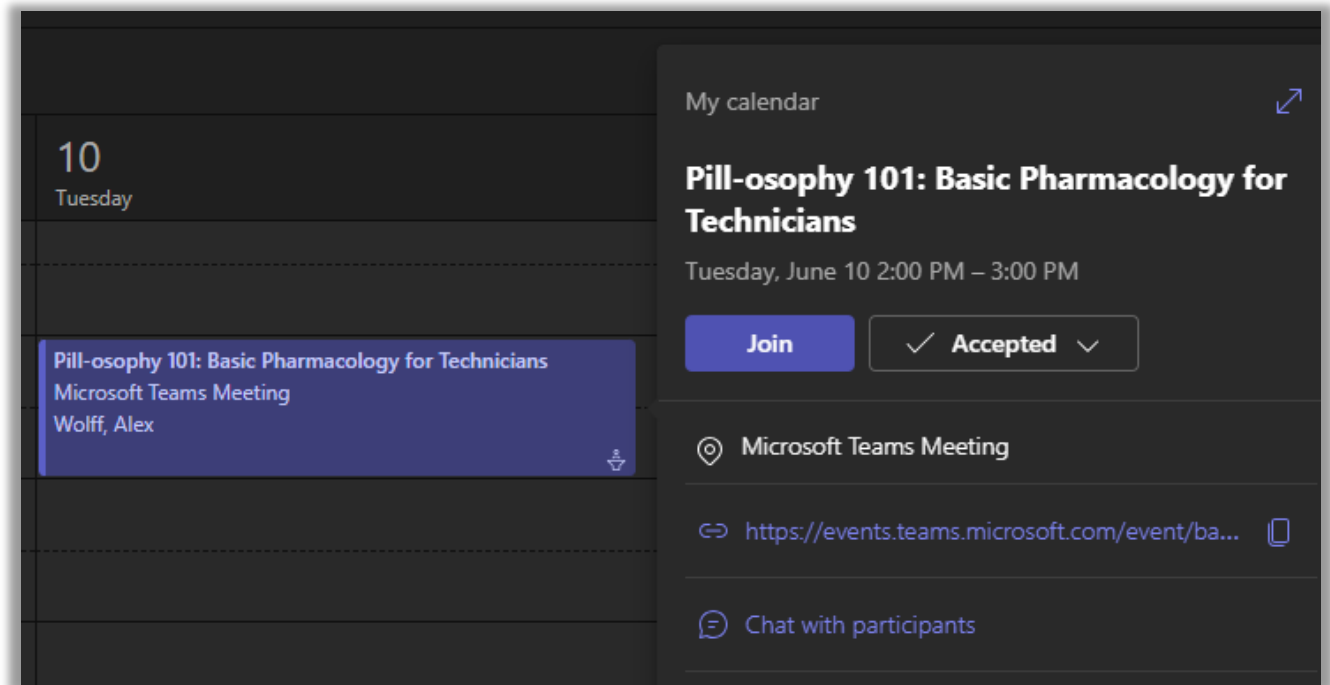 10
Tuesday
Pill-osophy 101: Basic Pharmacology for Technicians
Microsoft Teams Meeting
Wolff, Alex
My calendar
Pill-osophy 101: Basic Pharmacology for
Technicians
Tuesday, June 10 2:00 PM – 3:00 PM
Join
Accepted
Microsoft Teams Meeting
https://events.teams.microsoft.com/event/ba...
Chat with participants